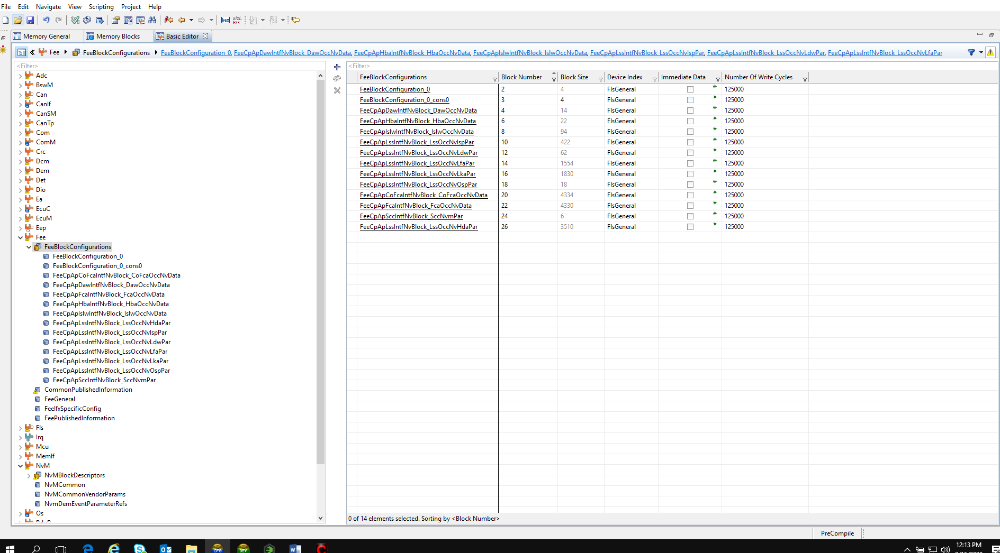 File Edit Navigate View Scripting Project Help
Memory General Memory Blocks Basic Editor
Fee FeeBlockConfigurations FeeBlockConfiguration_0, FeeCpApDawIntfNvBlock_DawOccNvData, FeeCpApHbaIntfNvBlock_HbaOccNvData, FeeCpApIslwIntfNvBlock_IslwOccNvData, FeeCpApLssIntfNvBlock_LssOccNvIspPar, FeeCpApLssIntfNvBlock_LssOccNvLdwPar, FeeCpApLssIntfNvBlock_LssOccNvLfaPar
<Filter>
Adc
BswM
Can
CanIf
CanSM
CanTp
Com
ComM
Crc
Dcm
Dem
Det
Dio
Ea
EcuC
EcuM
Eep
Fee
FeeBlockConfigurations
FeeBlockConfiguration_0
FeeBlockConfiguration_0_cons0
FeeCpApCoFcaIntfNvBlock_CoFcaOccNvData
FeeCpApDawIntfNvBlock_DawOccNvData
FeeCpApFcaIntfNvBlock_FcaOccNvData
FeeCpApHbaIntfNvBlock_HbaOccNvData
FeeCpApIslwIntfNvBlock_IslwOccNvData
FeeCpApLssIntfNvBlock_LssOccNvHdaPar
FeeCpApLssIntfNvBlock_LssOccNvIspPar
FeeCpApLssIntfNvBlock_LssOccNvLdwPar
FeeCpApLssIntfNvBlock_LssOccNvLfaPar
FeeCpApLssIntfNvBlock_LssOccNvLkaPar
FeeCpApLssIntfNvBlock_LssOccNvOspPar
FeeCpApSccIntfNvBlock_SccNvmPar
CommonPublishedInformation
FeeGeneral
FeeIfxSpecificConfig
FeePublishedInformation
Fls
Irq
Mcu
MemIf
NvM
NvMBlockDescriptors
NvMCommon
NvMCommonVendorParams
NvmDemEventParameterRefs
Os
<Filter>
FeeBlockConfigurations Block Number Block Size Device Index Immediate Data Number Of Write Cycles
FeeBlockConfiguration_0 2 4 FlsGeneral * 125000
FeeBlockConfiguration_0_cons0 3 4 FlsGeneral * 125000
FeeCpApDawIntfNvBlock_DawOccNvData 4 14 FlsGeneral * 125000
FeeCpApHbaIntfNvBlock_HbaOccNvData 6 22 FlsGeneral * 125000
FeeCpApIslwIntfNvBlock_IslwOccNvData 8 94 FlsGeneral * 125000
FeeCpApLssIntfNvBlock_LssOccNvIspPar 10 422 FlsGeneral * 125000
FeeCpApLssIntfNvBlock_LssOccNvLdwPar 12 62 FlsGeneral * 125000
FeeCpApLssIntfNvBlock_LssOccNvLfaPar 14 1554 FlsGeneral * 125000
FeeCpApLssIntfNvBlock_LssOccNvLkaPar 16 1830 FlsGeneral * 125000
FeeCpApLssIntfNvBlock_LssOccNvOspPar 18 18 FlsGeneral * 125000
FeeCpApCoFcaIntfNvBlock_CoFcaOccNvData 20 4334 FlsGeneral * 125000
FeeCpApFcaIntfNvBlock_FcaOccNvData 22 4330 FlsGeneral * 125000
FeeCpApSccIntfNvBlock_SccNvmPar 24 6 FlsGeneral * 125000
FeeCpApLssIntfNvBlock_LssOccNvHdaPar 26 3510 FlsGeneral * 125000
0 of 14 elements selected. Sorting by <Block Number>
PreCompile
CFG DEV
12:13 PM